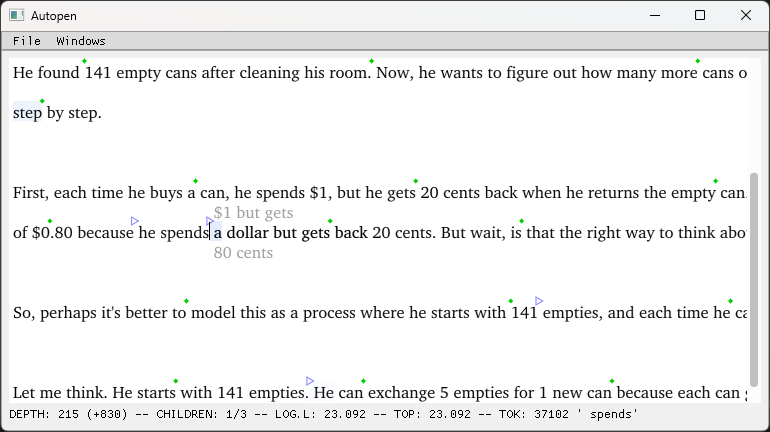 Autopen
File Windows
He found 141 empty cans after cleaning his room. Now, he wants to figure out how many more cans
step by step.
First, each time he buys a can, he spends $1, but he gets 20 cents back when he returns the empty can
$1 but gets
of $0.80 because he spends a dollar but gets back 20 cents. But wait, is that the right way to think
80 cents
So, perhaps it's better to model this as a process where he starts with 141 empties, and each time he
Let me think. He starts with 141 empties. He can exchange 5 empties for 1 new can because each can
DEPTH: 215 (+830) -- CHILDREN: 1/3 -- LOG.L: 23.092 -- TOP: 23.092 -- TOK: 37102 ' spends'